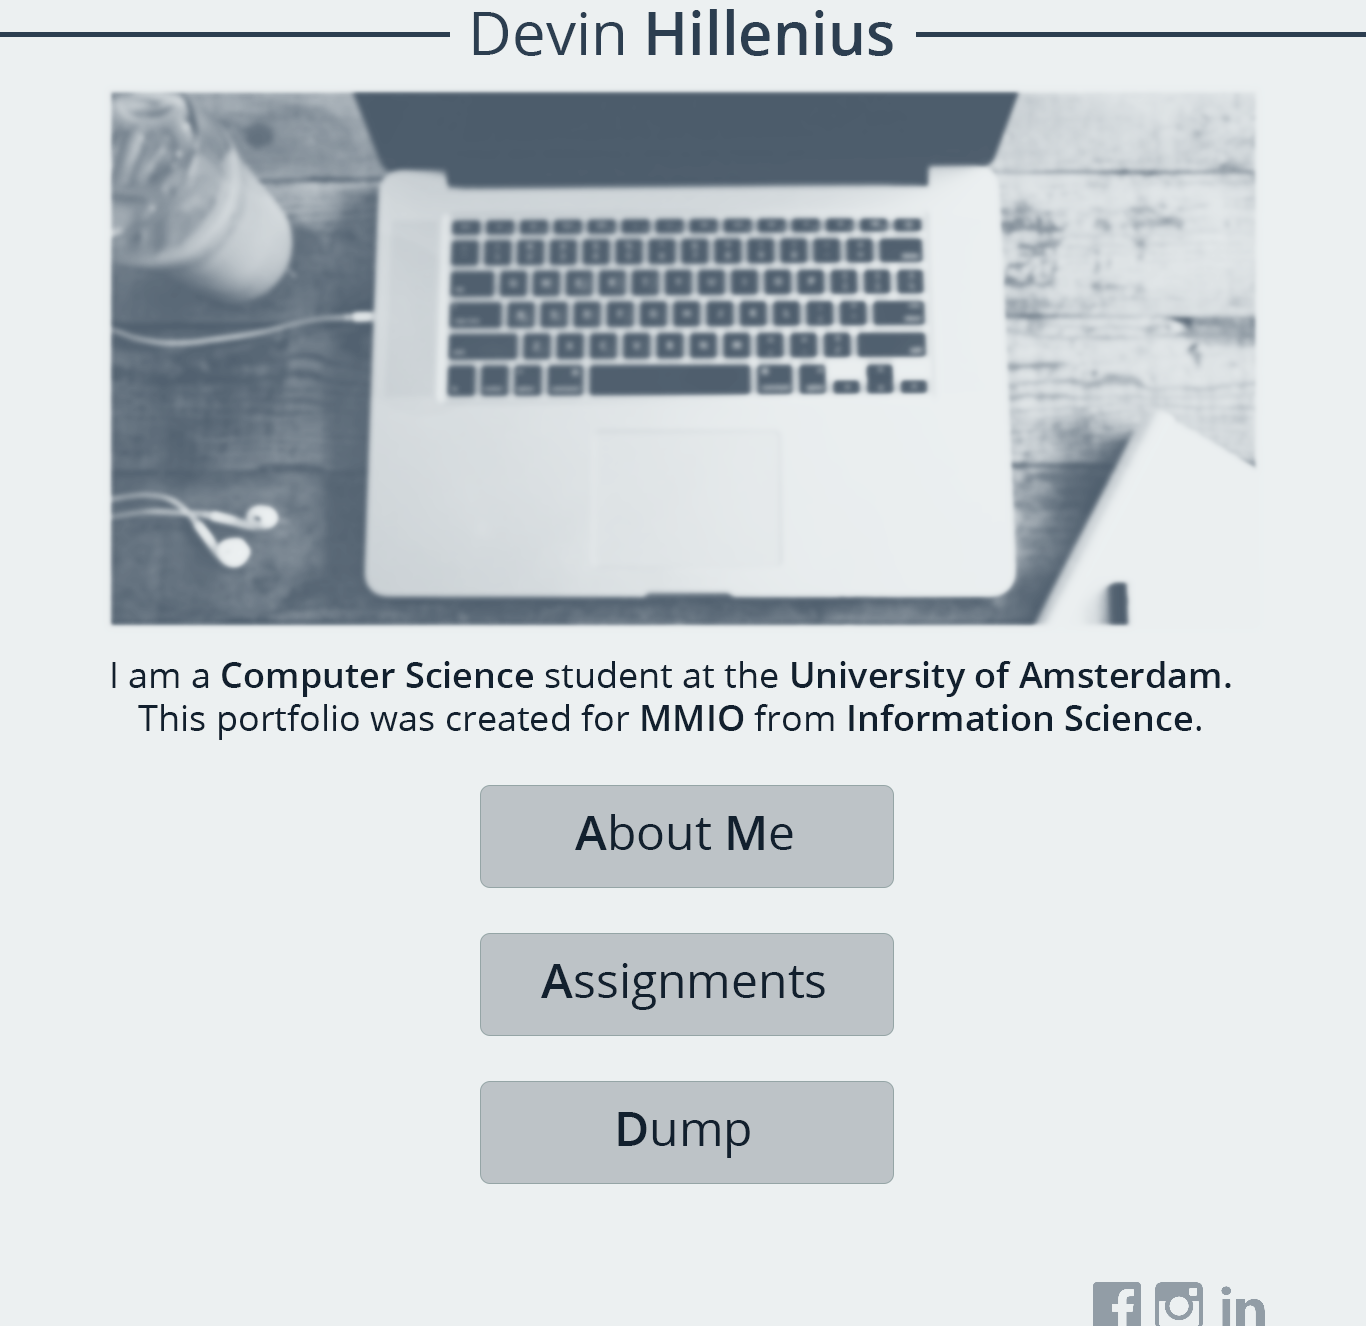 Devin Hillenius
I am a Computer Science student at the University of Amsterdam.
This portfolio was created for MMIO from Information Science.
About Me
Assignments
Dump